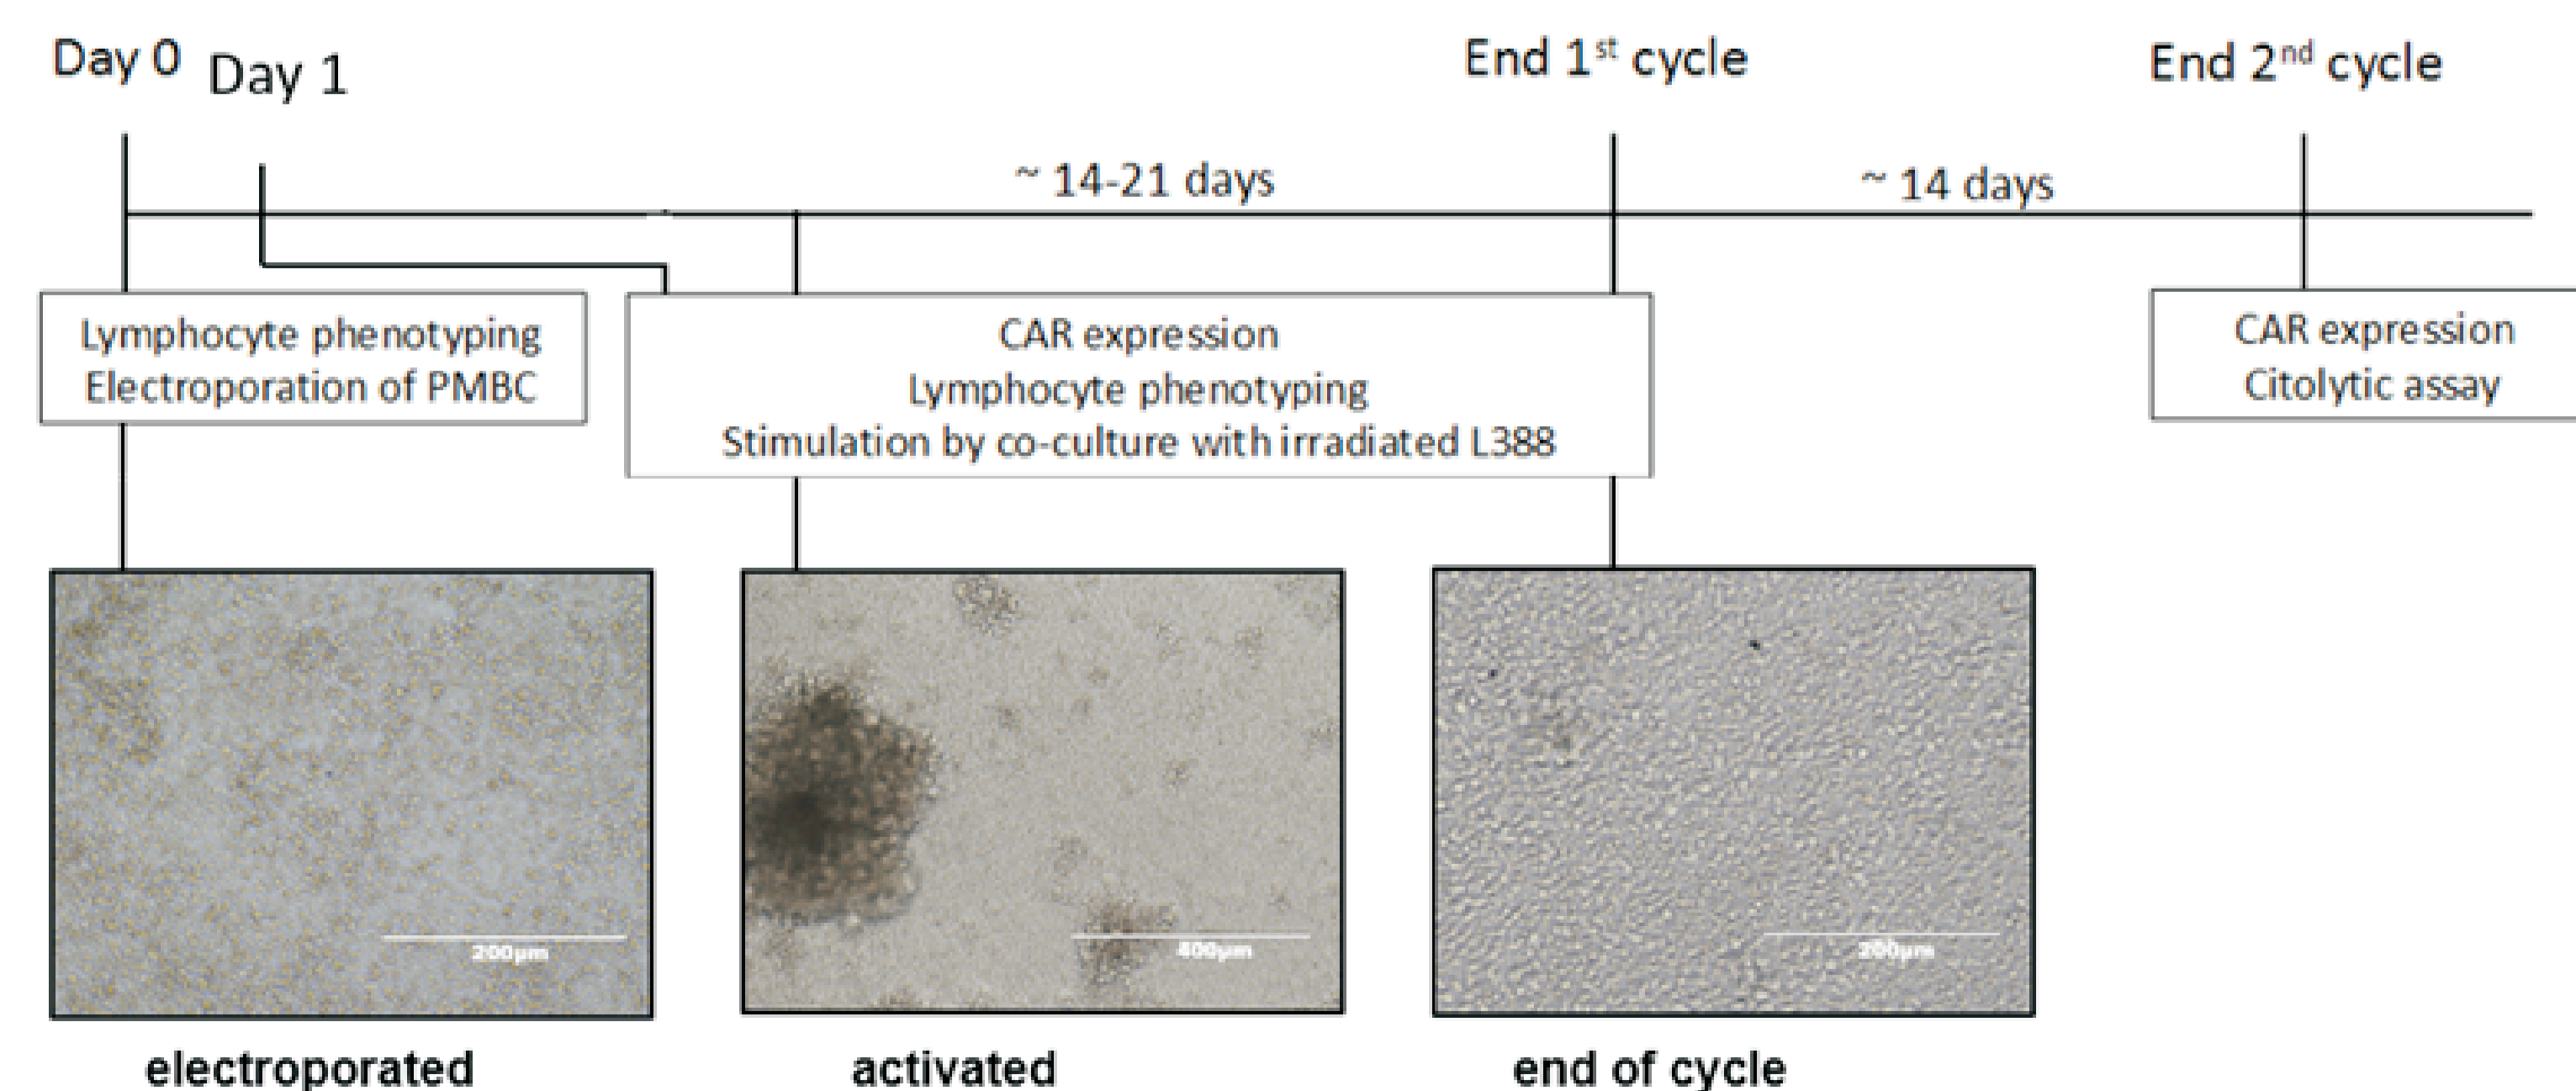 Day 0
Day 1
End 1st cycle
End 2nd cycle
~ 14-21 days
~ 14 days
Lymphocyte phenotyping
Electroporation of PMBC
CAR expression
Lymphocyte phenotyping
Stimulation by co-culture with irradiated L388
CAR expression
Citolytic assay
200μm
400μm
200μm
electroporated
activated
end of cycle